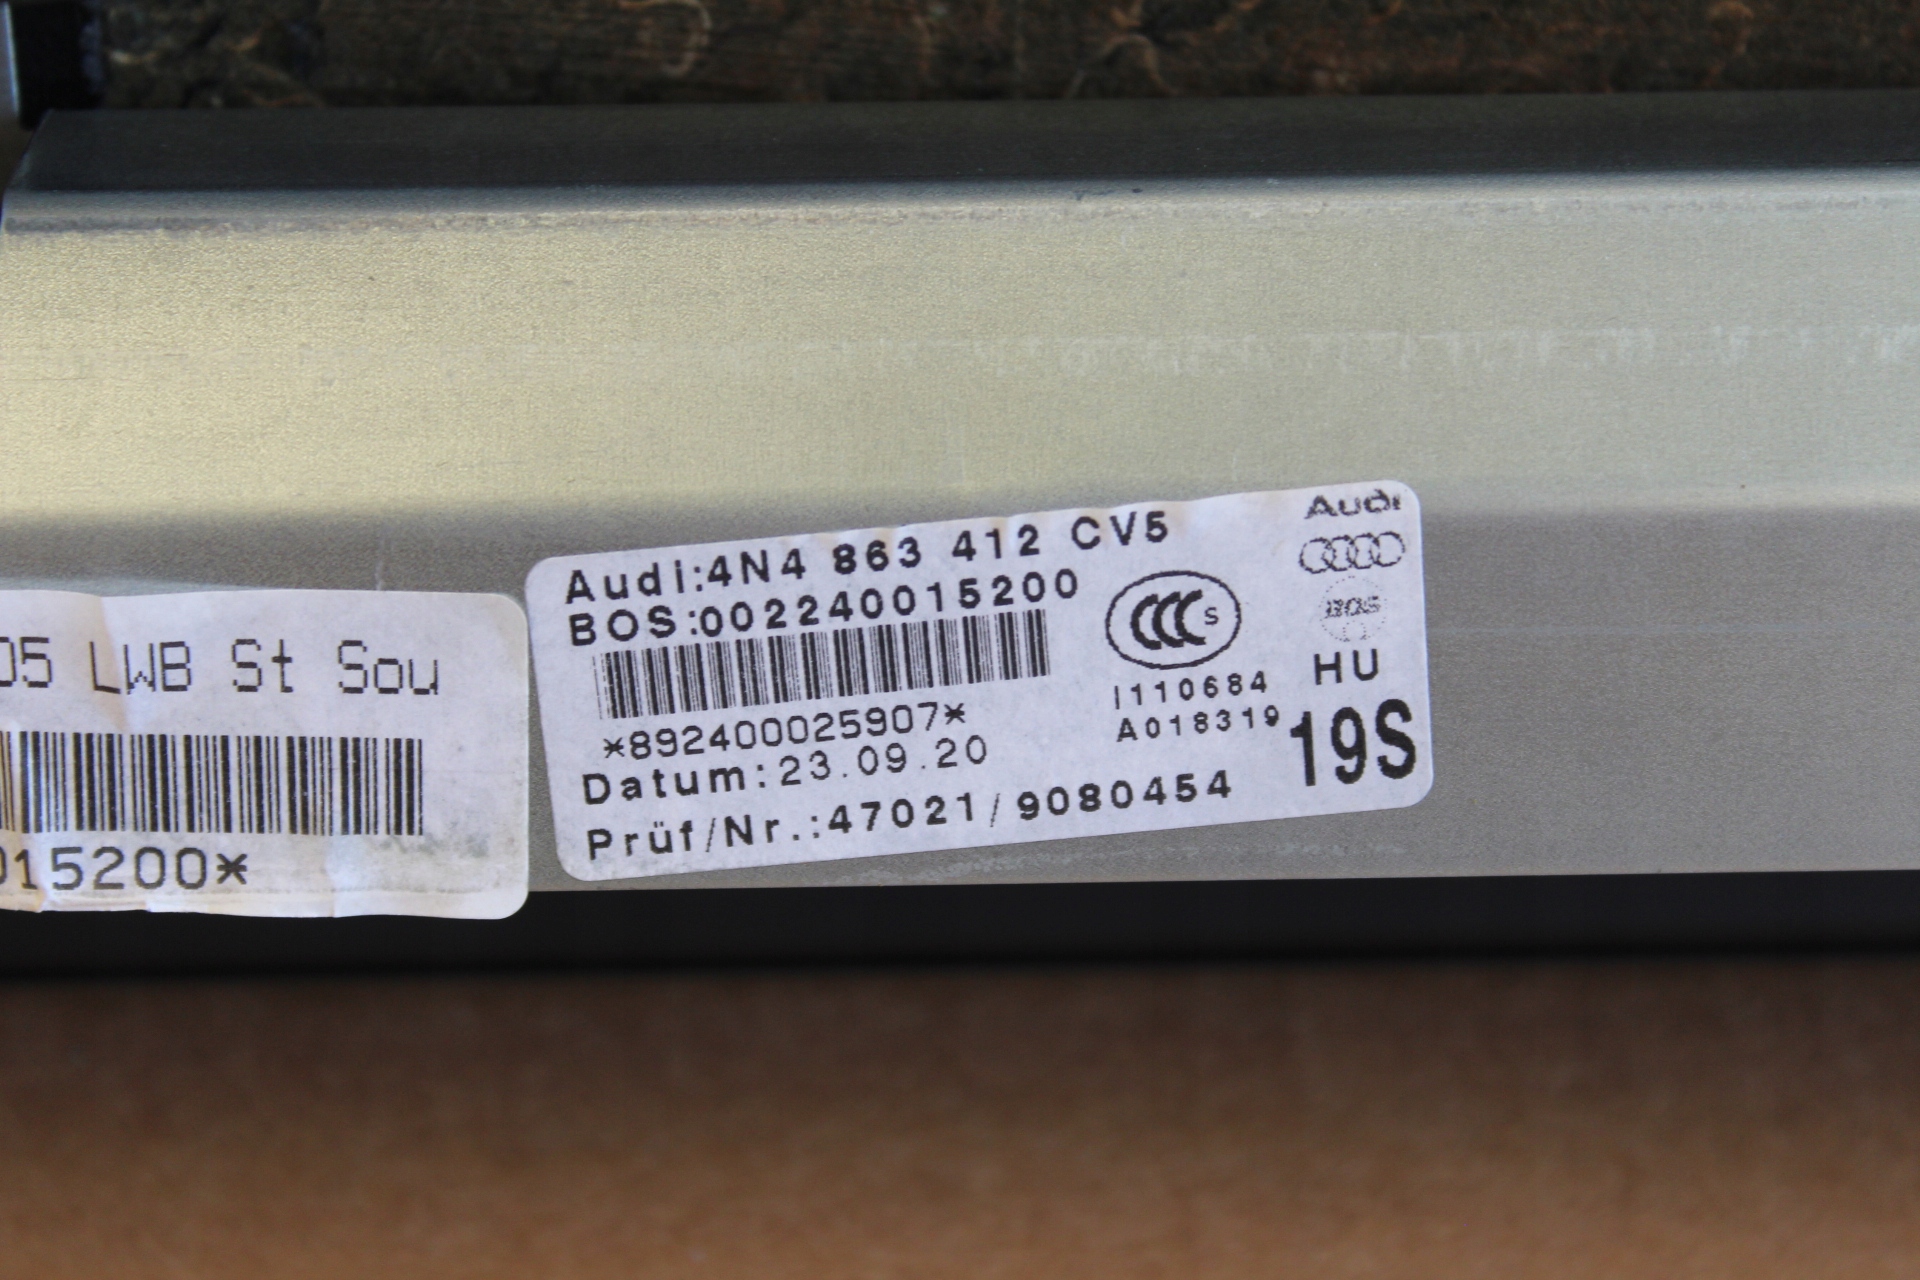 05 LWB St Sou
015200*
Audi:4N4 863 412 CV5
BOS:002240015200
*892400025907*
Datum:23.09.20
Prüf/Nr.:47021/9080454
CCC S
I110684
A018319
Audi
BOS
HU
19S